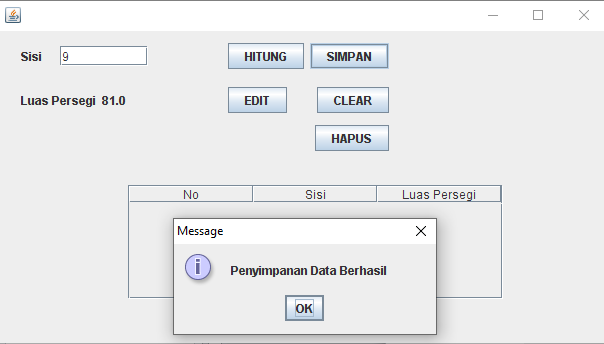 Sisi 9 HITUNG SIMPAN
Luas Persegi 81.0 EDIT CLEAR
HAPUS
No Sisi Luas Persegi
Message
Penyimpanan Data Berhasil
OK